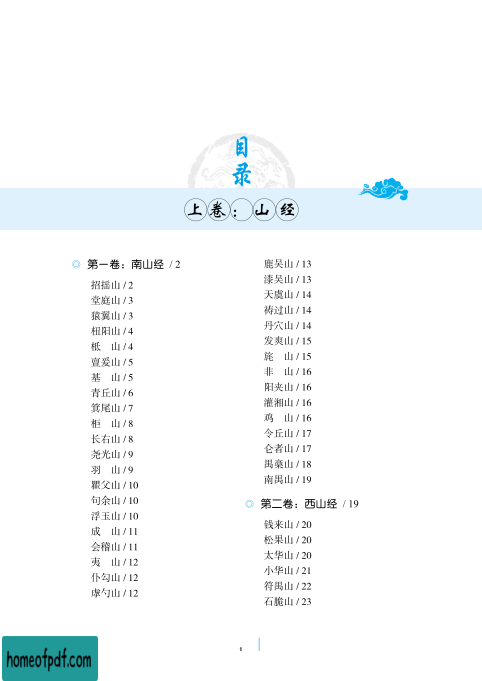 目录
上卷：山经
◎ 第一卷：南山经 / 2
招摇山 / 2
堂庭山 / 3
猿翼山 / 3
杻阳山 / 4
柢　山 / 4
亶爰山 / 5
基　山 / 5
青丘山 / 6
箕尾山 / 7
柜　山 / 8
长右山 / 8
尧光山 / 9
羽　山 / 9
瞿父山 / 10
句余山 / 10
浮玉山 / 10
成　山 / 11
会稽山 / 11
夷　山 / 12
仆勾山 / 12
虖勺山 / 12
鹿吴山 / 13
漆吴山 / 13
天虞山 / 14
祷过山 / 14
丹穴山 / 14
发爽山 / 15
旄　山 / 15
非　山 / 16
阳夹山 / 16
灌湘山 / 16
鸡　山 / 16
令丘山 / 17
仑者山 / 17
禺槀山 / 18
南禺山 / 19
◎ 第二卷：西山经 / 19
钱来山 / 20
松果山 / 20
太华山 / 20
小华山 / 21
符禺山 / 22
石脆山 / 23
homeofpdf.com